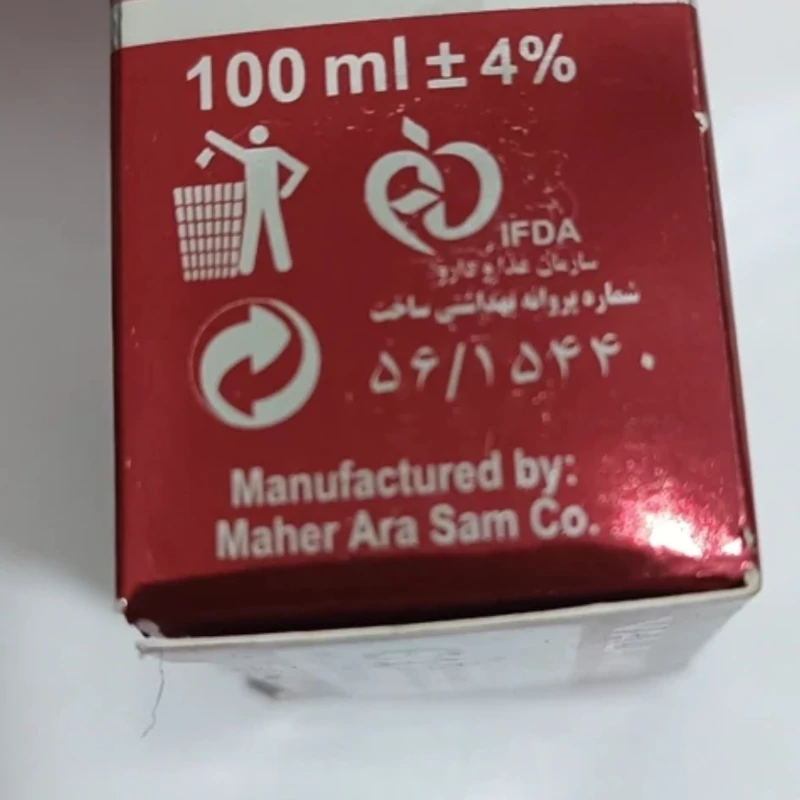 100 ml ± 4%
IFDA
سازمان غذا و دارو
شماره پروانه بهداشتی ساخت
۵۶/۱۵۴۴۰
Manufactured by:
Maher Ara Sam Co.